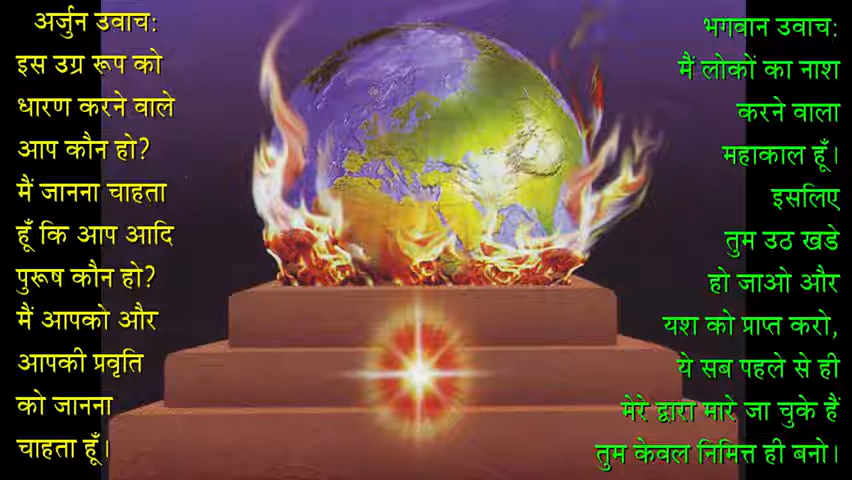 अर्जुन उवाच:
इस उग्र रूप को
धारण करने वाले
आप कौन हो?
मैं जानना चाहता
हूँ कि आप आदि
पुरूष कौन हो?
मैं आपको और
आपकी प्रवृति
को जानना
चाहता हूँ।
भगवान उवाच:
मैं लोकों का नाश
करने वाला
महाकाल हूँ।
इसलिए
तुम उठ खडे
हो जाओ और
यश को प्राप्त करो,
ये सब पहले से ही
मेरे द्वारा मारे जा चुके हैं
तुम केवल निमित्त ही बनो।